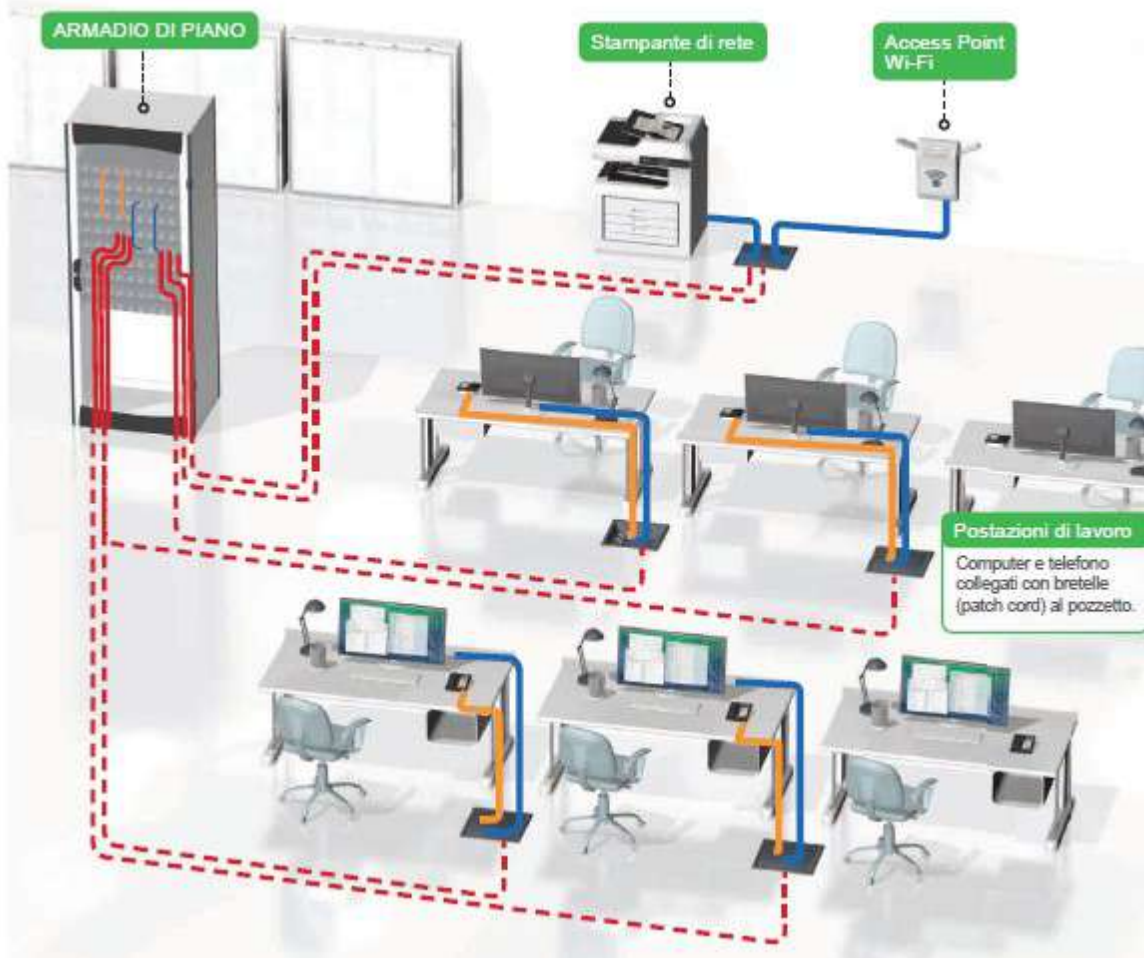 ARMADIO DI PIANO
Stampante di rete
Access Point
Wi-Fi
Postazioni di lavoro
Computer e telefono
collegati con bretelle
(patch cord) al pozzetto.